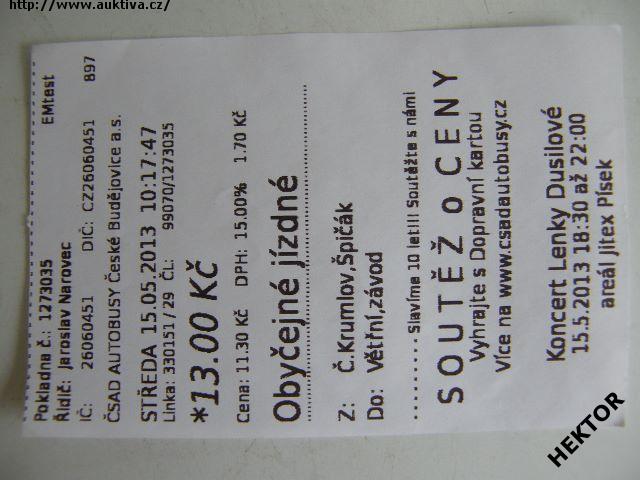 http://www.auktiva.cz/
Pokladna č.: 1273035 EMtest
Řidič: Jaroslav Narovec
IČ: 26060451 DIČ: CZ26060451 897
ČSAD AUTOBUSY České Budějovice a.s.
STŘEDA 15.05.2013 10:17:47
Linka: 330151/29 ČL: 99070/1273035
*13.00 Kč
Cena: 11.30 Kč DPH: 15.00% 1.70 Kč
Obyčejné jízdné
Z: Č.Krumlov,Špičák
Do: Větřní,závod
.........Slavíme 10 let!!! Soutěžte s námi
SOUTĚŽ o CENY
Vyhrajte s Dopravní kartou
Více na www.csadautobusy.cz
Koncert Lenky Dusilové
15.5.2013 18:30 až 22:00
areál Jitex Písek
HEKTOR